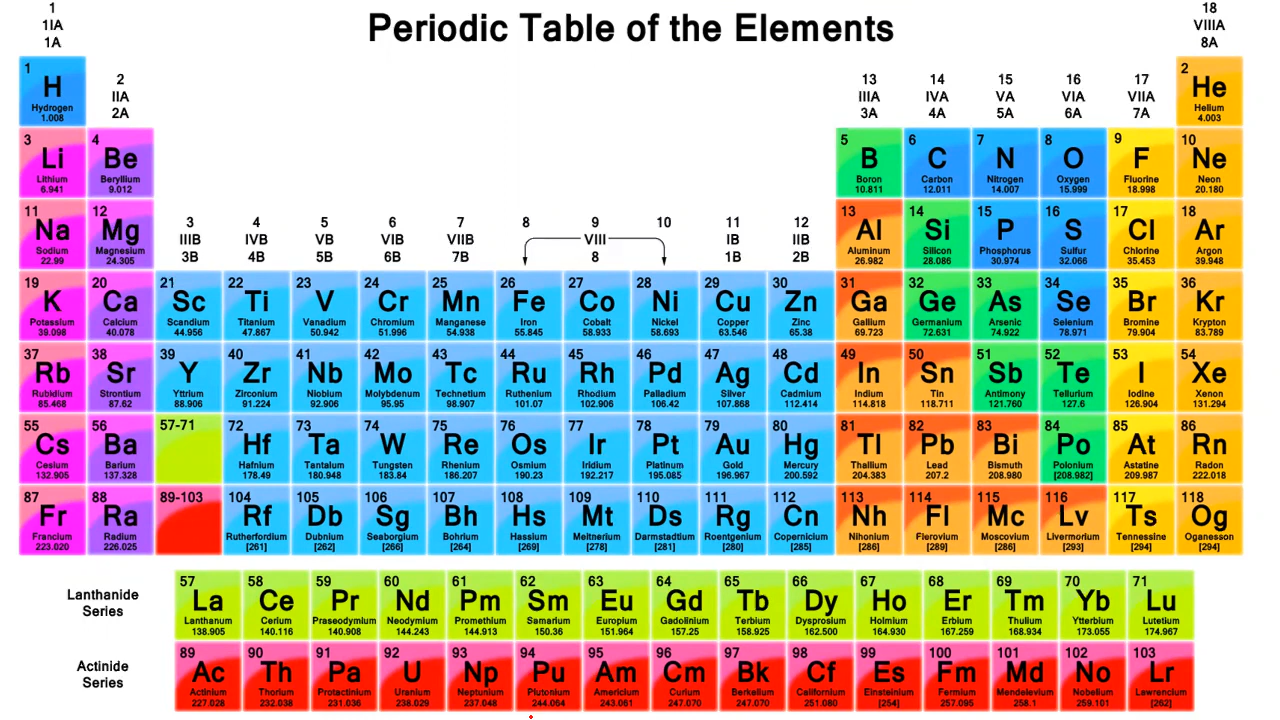 Periodic Table of the Elements
1
1IA
1A
18
VIIIA
8A
1
H
Hydrogen
1.008
2
IIA
2A
13
IIIA
3A
14
IVA
4A
15
VA
5A
16
VIA
6A
17
VIIA
7A
2
He
Helium
4.003
3
Li
Lithium
6.941
4
Be
Beryllium
9.012
5
B
Boron
10.811
6
C
Carbon
12.011
7
N
Nitrogen
14.007
8
O
Oxygen
15.999
9
F
Fluorine
18.998
10
Ne
Neon
20.180
11
Na
Sodium
22.99
12
Mg
Magnesium
24.305
3
IIIB
3B
4
IVB
4B
5
VB
5B
6
VIB
6B
7
VIIB
7B
8
9
10
VIII
8
11
IB
1B
12
IIB
2B
13
Al
Aluminum
26.982
14
Si
Silicon
28.086
15
P
Phosphorus
30.974
16
S
Sulfur
32.066
17
Cl
Chlorine
35.453
18
Ar
Argon
39.948
19
K
Potassium
39.098
20
Ca
Calcium
40.078
21
Sc
Scandium
44.956
22
Ti
Titanium
47.867
23
V
Vanadium
50.942
24
Cr
Chromium
51.996
25
Mn
Manganese
54.938
26
Fe
Iron
55.845
27
Co
Cobalt
58.933
28
Ni
Nickel
58.693
29
Cu
Copper
63.546
30
Zn
Zinc
65.38
31
Ga
Gallium
69.723
32
Ge
Germanium
72.631
33
As
Arsenic
74.922
34
Se
Selenium
78.971
35
Br
Bromine
79.904
36
Kr
Krypton
83.789
37
Rb
Rubidium
85.468
38
Sr
Strontium
87.62
39
Y
Yttrium
88.906
40
Zr
Zirconium
91.224
41
Nb
Niobium
92.906
42
Mo
Molybdenum
95.95
43
Tc
Technetium
98.907
44
Ru
Ruthenium
101.07
45
Rh
Rhodium
102.906
46
Pd
Palladium
106.42
47
Ag
Silver
107.868
48
Cd
Cadmium
112.414
49
In
Indium
114.818
50
Sn
Tin
118.711
51
Sb
Antimony
121.760
52
Te
Tellurium
127.6
53
I
Iodine
126.904
54
Xe
Xenon
131.294
55
Cs
Cesium
132.905
56
Ba
Barium
137.328
57-71
72
Hf
Hafnium
178.49
73
Ta
Tantalum
180.948
74
W
Tungsten
183.84
75
Re
Rhenium
186.207
76
Os
Osmium
190.23
77
Ir
Iridium
192.217
78
Pt
Platinum
195.085
79
Au
Gold
196.967
80
Hg
Mercury
200.592
81
Tl
Thallium
204.383
82
Pb
Lead
207.2
83
Bi
Bismuth
208.980
84
Po
Polonium
[208.982]
85
At
Astatine
209.987
86
Rn
Radon
222.018
87
Fr
Francium
223.020
88
Ra
Radium
226.025
89-103
104
Rf
Rutherfordium
[261]
105
Db
Dubnium
[262]
106
Sg
Seaborgium
[266]
107
Bh
Bohrium
[264]
108
Hs
Hassium
[269]
109
Mt
Meitnerium
[278]
110
Ds
Darmstadtium
[281]
111
Rg
Roentgenium
[280]
112
Cn
Copernicium
[285]
113
Nh
Nihonium
[286]
114
Fl
Flerovium
[289]
115
Mc
Moscovium
[286]
116
Lv
Livermorium
[293]
117
Ts
Tennessine
[294]
118
Og
Oganesson
[294]
Lanthanide
Series
57
La
Lanthanum
138.905
58
Ce
Cerium
140.116
59
Pr
Praseodymium
140.908
60
Nd
Neodymium
144.243
61
Pm
Promethium
144.913
62
Sm
Samarium
150.36
63
Eu
Europium
151.964
64
Gd
Gadolinium
157.25
65
Tb
Terbium
158.925
66
Dy
Dysprosium
162.500
67
Ho
Holmium
164.930
68
Er
Erbium
167.259
69
Tm
Thulium
168.934
70
Yb
Ytterbium
173.055
71
Lu
Lutetium
174.967
Actinide
Series
89
Ac
Actinium
227.028
90
Th
Thorium
232.038
91
Pa
Protactinium
231.036
92
U
Uranium
238.029
93
Np
Neptunium
237.048
94
Pu
Plutonium
244.064
95
Am
Americium
243.061
96
Cm
Curium
247.070
97
Bk
Berkelium
247.070
98
Cf
Californium
251.080
99
Es
Einsteinium
[254]
100
Fm
Fermium
257.095
101
Md
Mendelevium
258.1
102
No
Nobelium
259.101
103
Lr
Lawrencium
[262]